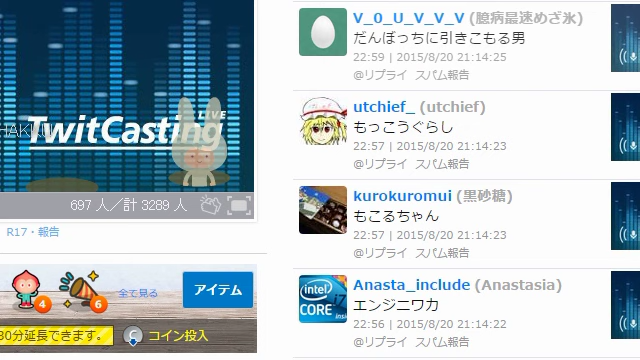 HAKKU
LIVE
TwitCasting
697 人／計 3289 人
R17・報告
4
6
全て見る
アイテム
30分延長できます。
C
コイン投入
V_0_U_V_V_V (臆病最速めざ氷)
だんぼっちに引きこもる男
22:59 | 2015/8/20 21:14:25
@リプライ スパム報告
utchief_ (utchief)
もっこうぐらし
22:57 | 2015/8/20 21:14:23
@リプライ スパム報告
kurokuromui (黒砂糖)
もこるちゃん
22:57 | 2015/8/20 21:14:23
@リプライ スパム報告
intel
CORE i7
inside
Anasta_include (Anastasia)
エンジニワカ
22:56 | 2015/8/20 21:14:22
@リプライ スパム報告